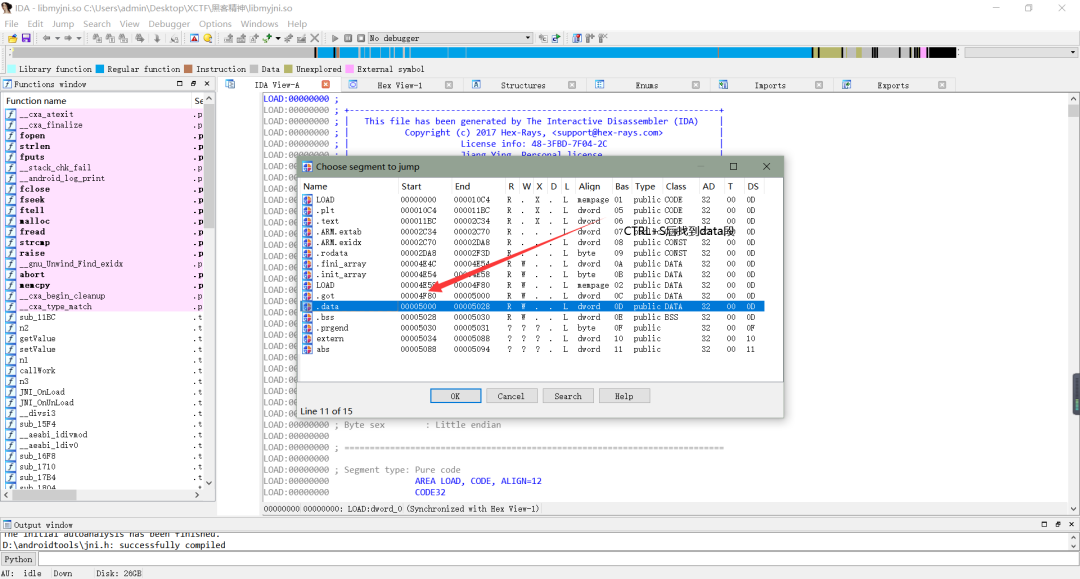 IDA - libmyjni.so C:\Users\admin\Desktop\XCTF\黑客精神\libmyjni.so
File Edit Jump Search View Debugger Options Windows Help
No debugger
Library function Regular function Instruction Data Unexplored External symbol
Functions window
IDA View-A Hex View-1 Structures Enums Imports Exports
Function name Se
__cxa_atexit .p
__cxa_finalize .p
fopen .p
strlen .p
fputs .p
__stack_chk_fail .p
__android_log_print .p
fclose .p
fseek .p
ftell .p
malloc .p
fread .p
strcmp .p
raise .p
__gnu_Unwind_Find_exidx .p
abort .p
memcpy .p
__cxa_begin_cleanup .p
__cxa_type_match .p
sub_11BC .t
n2 .t
getValue .t
setValue .t
n1 .t
callWork .t
n3 .t
JNI_OnLoad .t
JNI_OnUnLoad .t
__divsi3 .t
sub_15F4 .t
__aeabi_idivmod .t
__aeabi_ldiv0 .t
sub_16F8 .t
sub_1710 .t
sub_17B4 .t
sub_1804 .t
LOAD:00000000 ;
LOAD:00000000 ; +-------------------------------------------------------------------------+
LOAD:00000000 ; | This file has been generated by The Interactive Disassembler (IDA) |
LOAD:00000000 ; | Copyright (c) 2017 Hex-Rays, <support@hex-rays.com> |
LOAD:00000000 ; | License info: 48-3FBD-7F04-2C |
LOAD:00000000 ; | Jiang Ying, Personal license |
Choose segment to jump
Name Start End R W X D L Align Bas Type Class AD T DS
LOAD 00000000 000010C4 R . X . L mempage 01 public CODE 32 00 0D
.plt 000010C4 000011BC R . X . L dword 05 public CODE 32 00 0D
.text 000011BC 00002C34 R . X . L dword 06 public CODE 32 00 0D
.ARM.extab 00002C34 00002C70 R . . . L dword 07 public CONST 32 00 0D
CTRL+S后找到data段
.ARM.exidx 00002C70 00002DA8 R . . . L dword 08 public CONST 32 00 0D
.rodata 00002DA8 00002F3D R . . . L byte 09 public CONST 32 00 0D
.fini_array 00004E4C 00004E54 R W . . L dword 0A public DATA 32 00 0D
.init_array 00004E54 00004E58 R W . . L byte 0B public DATA 32 00 0D
LOAD 00004E58 00004F80 R W . . L mempage 02 public DATA 32 00 0D
.got 00004F80 00005000 R W . . L dword 0C public DATA 32 00 0D
.data 00005000 00005028 R W . . L dword 0D public DATA 32 00 0D
.bss 00005028 00005030 R W . . L dword 0E public BSS 32 00 0D
.prgend 00005030 00005031 ? ? ? . L byte 0F public 32 00 0F
extern 00005034 00005088 ? ? ? . L dword 10 public 32 00 10
abs 00005088 00005094 ? ? ? . L dword 11 public 32 00 11
OK Cancel Search Help
Line 11 of 15
LOAD:00000000 ; Byte sex : Little endian
LOAD:00000000
LOAD:00000000 ; ===========================================================================
LOAD:00000000
LOAD:00000000 ; Segment type: Pure code
LOAD:00000000 AREA LOAD, CODE, ALIGN=12
LOAD:00000000 CODE32
00000000 00000000: LOAD:dword_0 (Synchronized with Hex View-1)
Output window
The initial autoanalysis has been finished.
D:\androidtools\jni.h: successfully compiled
Python
AU: idle Down Disk: 26GB